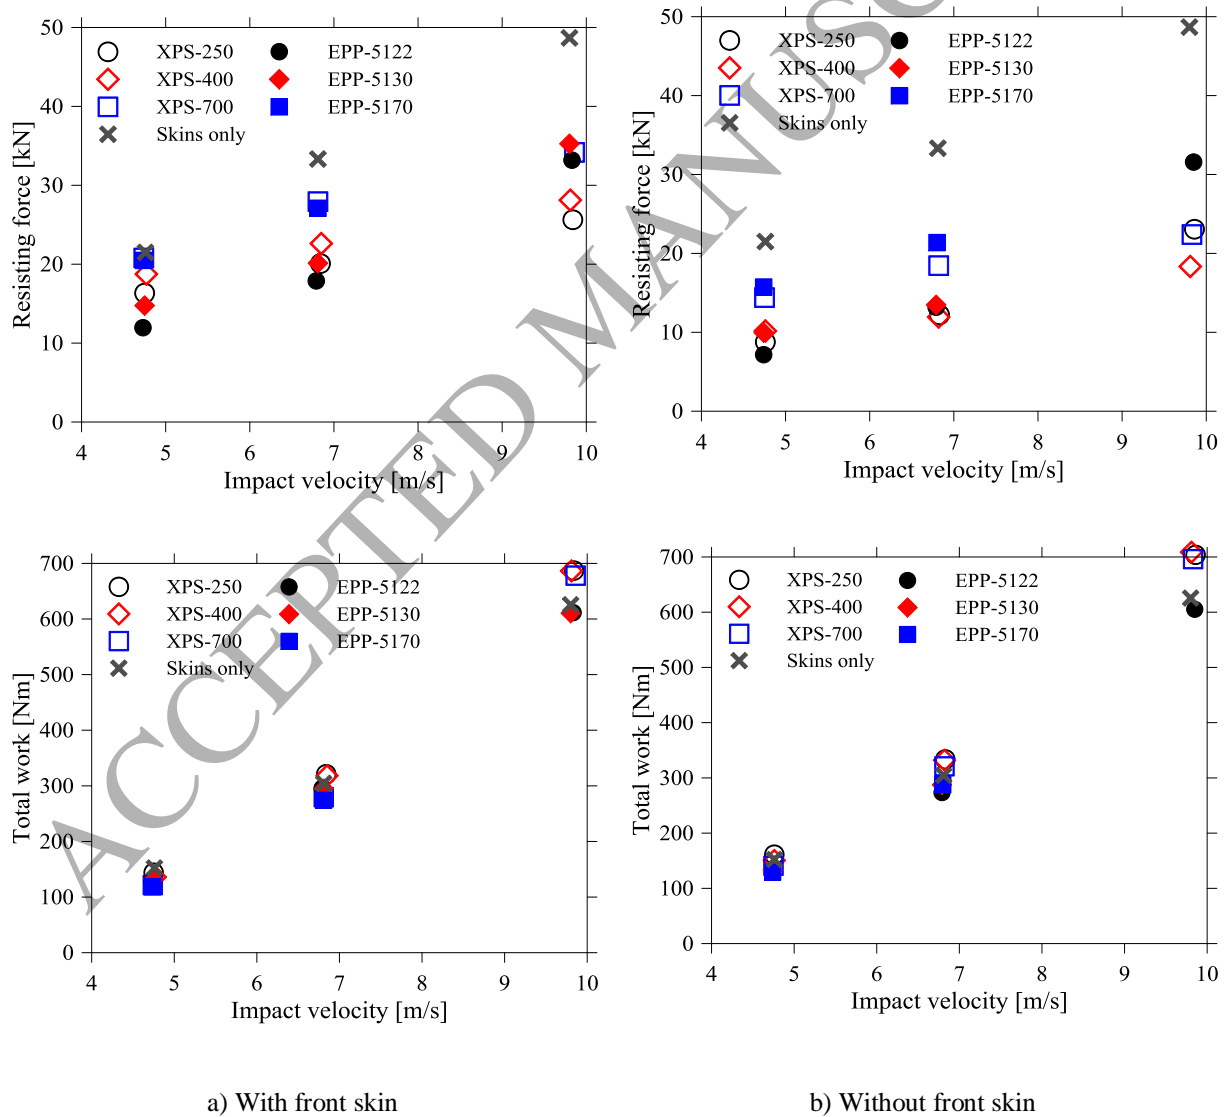 50
40
30
20
10
0
Resisting force [kN]
XPS-250
EPP-5122
XPS-400
EPP-5130
XPS-700
EPP-5170
Skins only
4 5 6 7 8 9 10
Impact velocity [m/s]
50
40
30
20
10
0
Resisting force [kN]
XPS-250
EPP-5122
XPS-400
EPP-5130
XPS-700
EPP-5170
Skins only
4 5 6 7 8 9 10
Impact velocity [m/s]
700
600
500
400
300
200
100
0
Total work [Nm]
XPS-250
EPP-5122
XPS-400
EPP-5130
XPS-700
EPP-5170
Skins only
4 5 6 7 8 9 10
Impact velocity [m/s]
700
600
500
400
300
200
100
0
Total work [Nm]
XPS-250
EPP-5122
XPS-400
EPP-5130
XPS-700
EPP-5170
Skins only
4 5 6 7 8 9 10
Impact velocity [m/s]
a) With front skin
b) Without front skin
ACCEPTED MANUSC